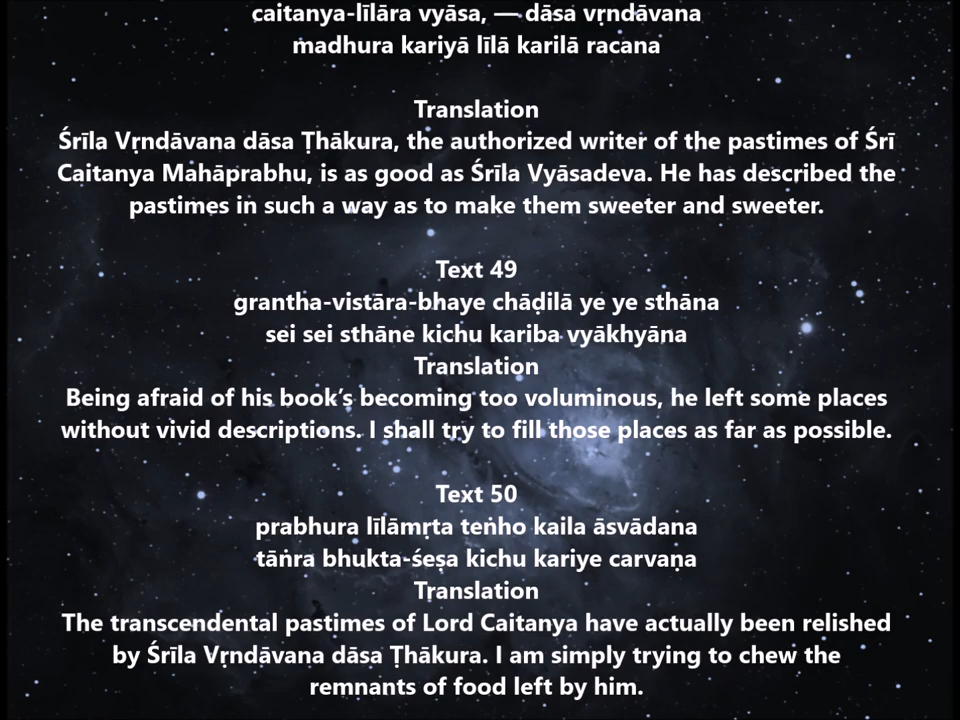 caitanya-līlāra vyāsa, — dāsa vṛndāvana
madhura kariyā līlā karilā racana
Translation
Śrīla Vṛndāvana dāsa Ṭhākura, the authorized writer of the pastimes of Śrī
Caitanya Mahāprabhu, is as good as Śrīla Vyāsadeva. He has described the
pastimes in such a way as to make them sweeter and sweeter.
Text 49
grantha-vistāra-bhaye chāḍilā ye ye sthāna
sei sei sthāne kichu kariba vyākhyāna
Translation
Being afraid of his book’s becoming too voluminous, he left some places
without vivid descriptions. I shall try to fill those places as far as possible.
Text 50
prabhura līlāmṛta teṅho kaila āsvādana
tāṅra bhukta-śeṣa kichu kariye carvaṇa
Translation
The transcendental pastimes of Lord Caitanya have actually been relished
by Śrīla Vṛndāvana dāsa Ṭhākura. I am simply trying to chew the
remnants of food left by him.